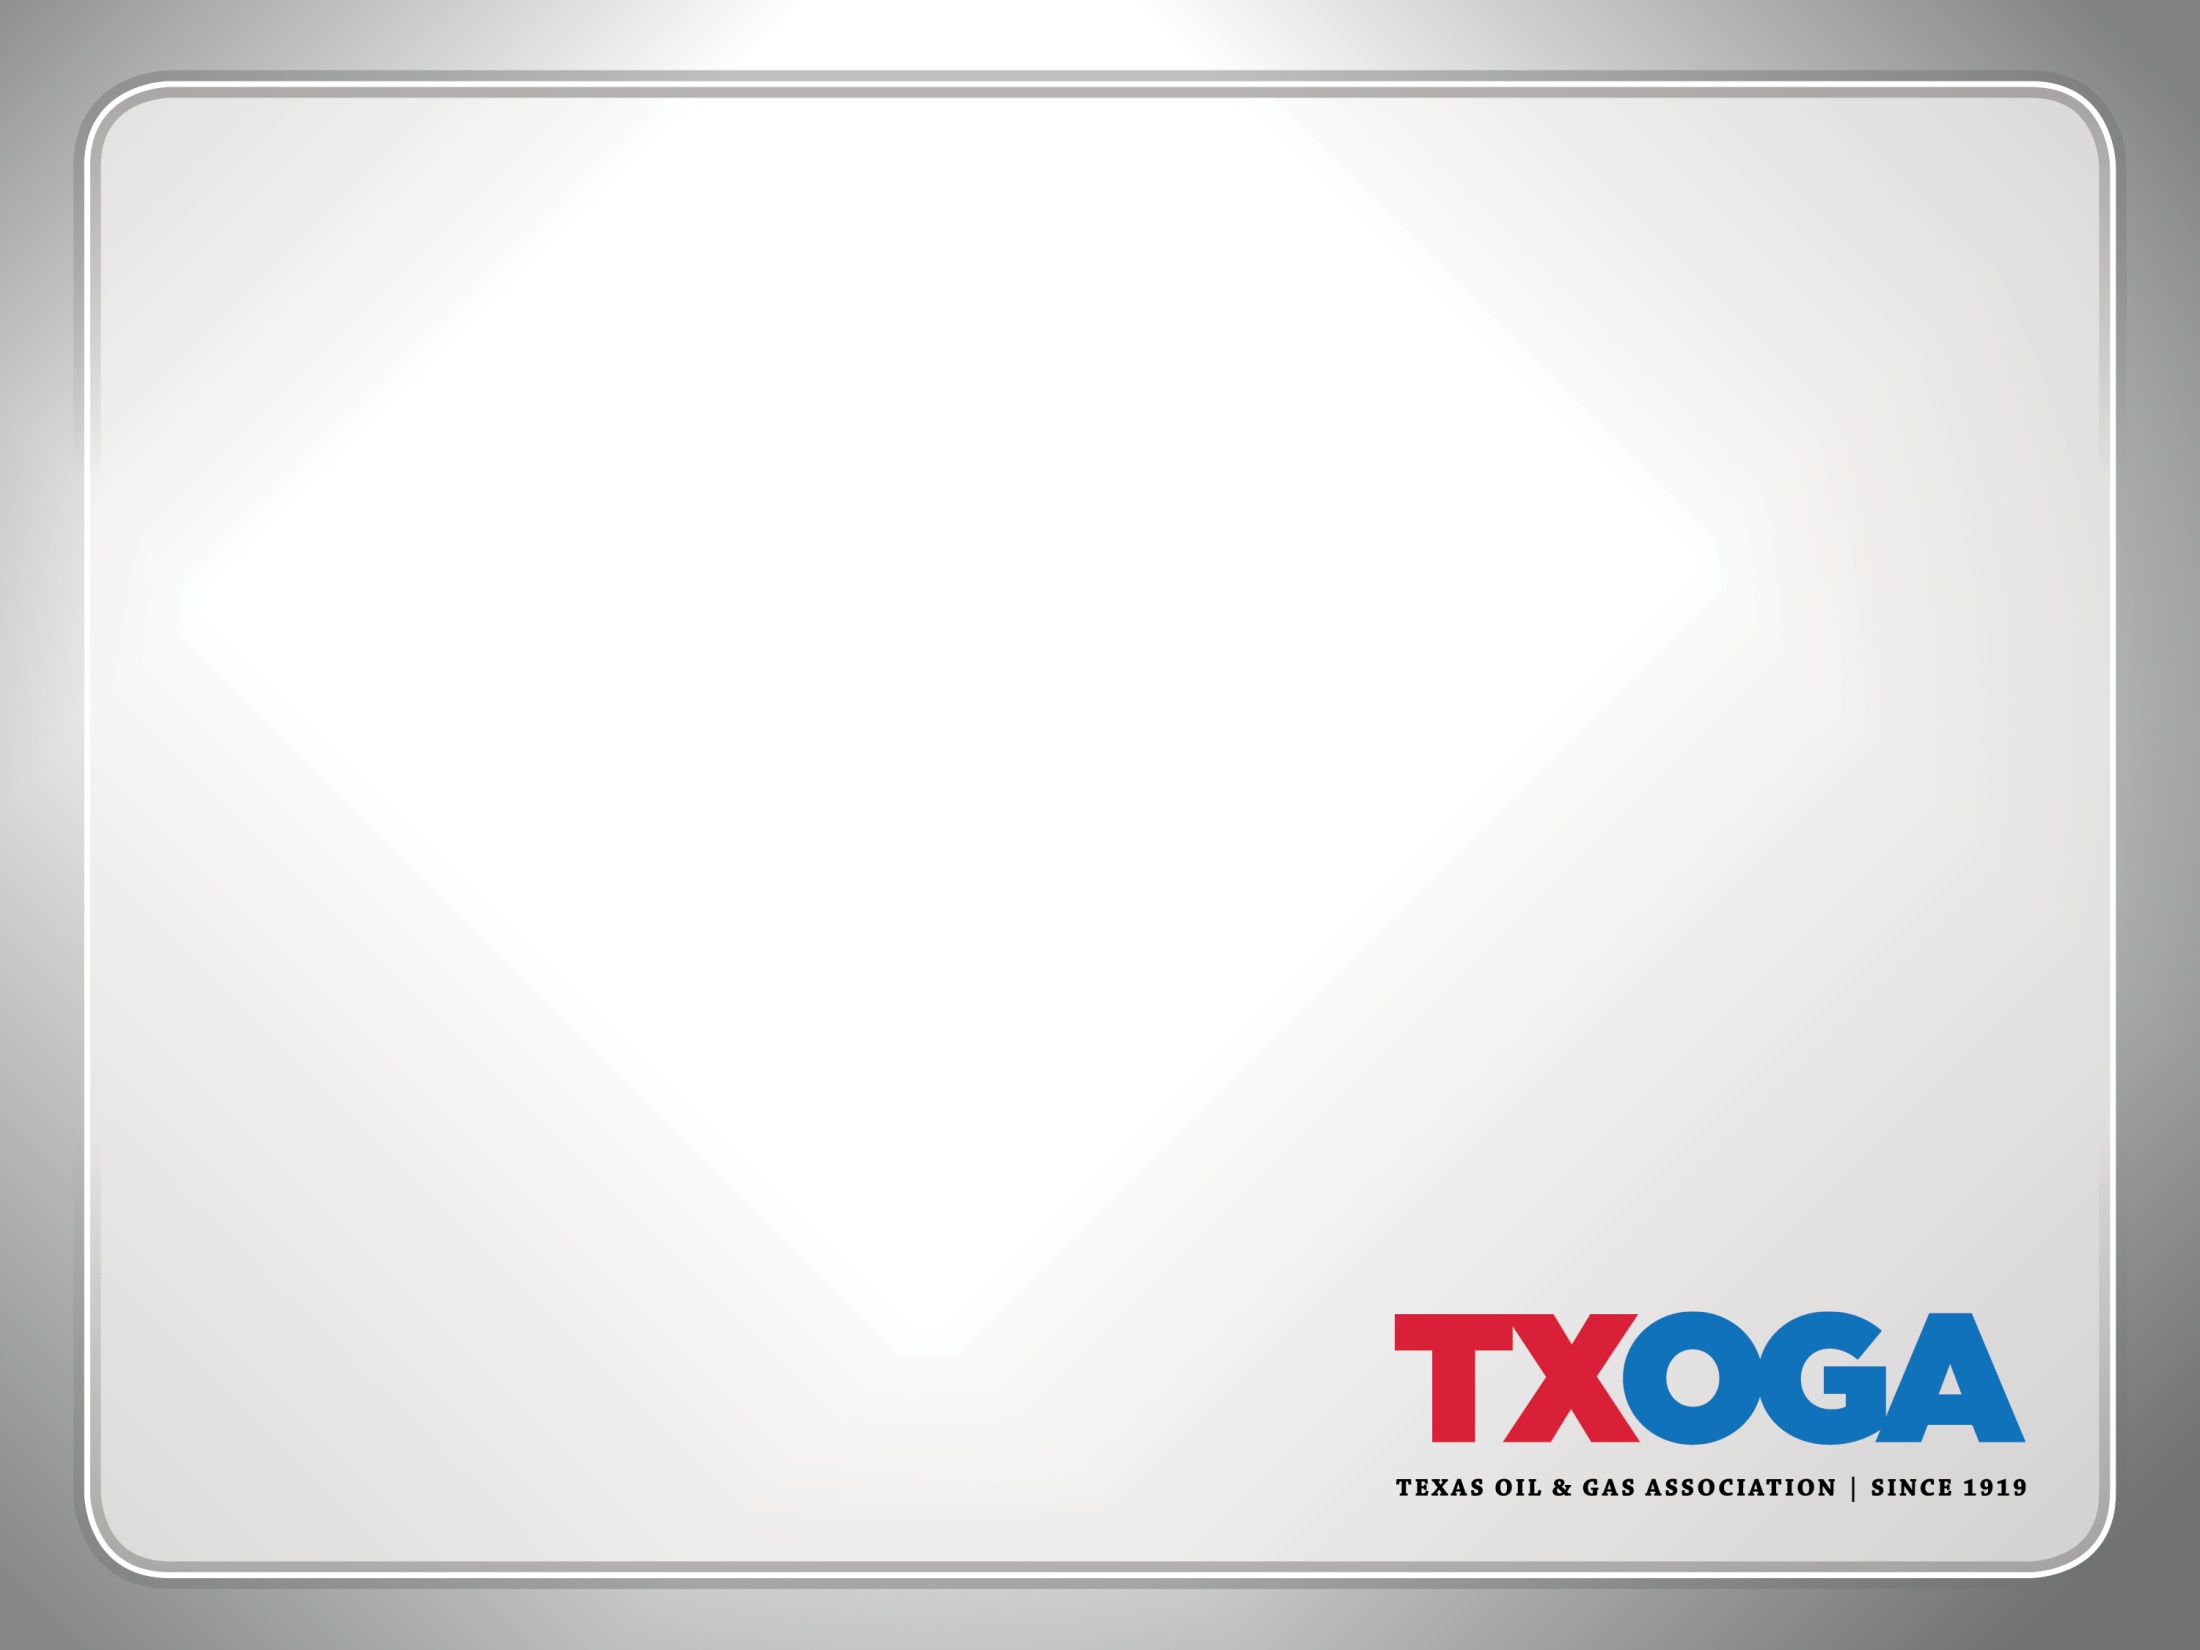 TXOGA
TEXAS OIL & GAS ASSOCIATION | SINCE 1919